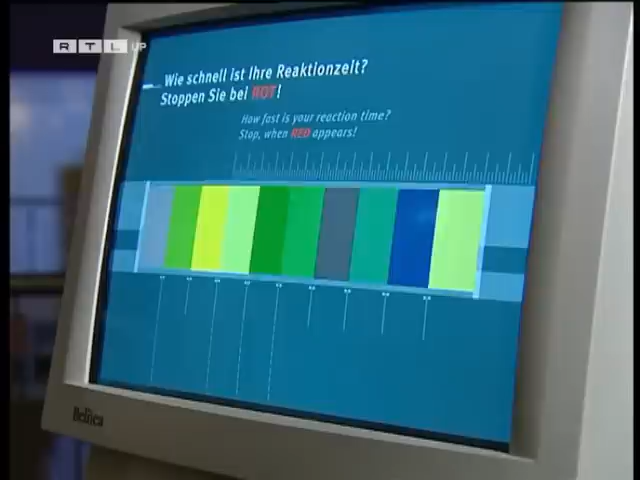 RTL UP
Wie schnell ist Ihre Reaktionzeit?
Stoppen Sie bei ROT!
How fast is your reaction time?
Stop, when RED appears!
Belinea